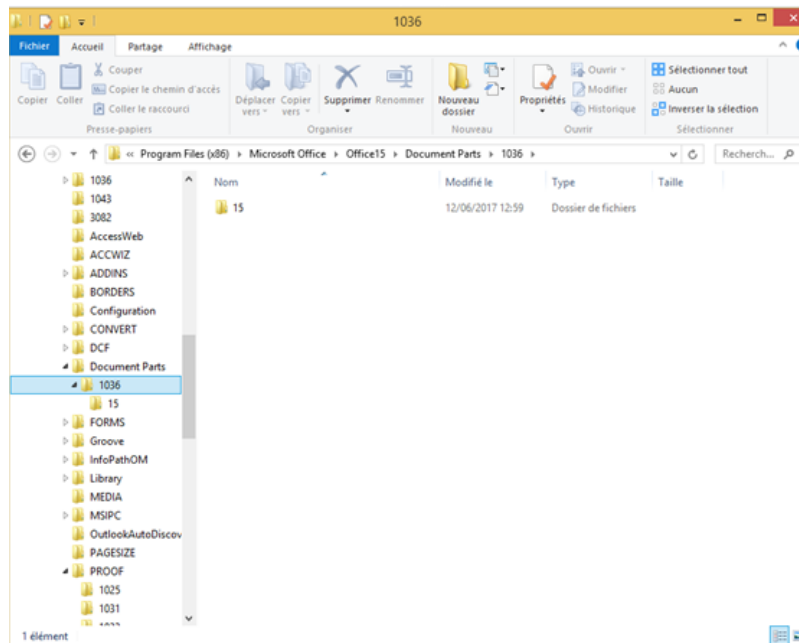 1036
Fichier Accueil Partage Affichage
Copier Coller
Couper
Copier le chemin d'accès
Coller le raccourci
Presse-papiers
Déplacer vers Copier vers Supprimer Renommer
Organiser
Nouveau dossier
Nouveau
Propriétés
Ouvrir
Modifier
Historique
Ouvrir
Sélectionner tout
Aucun
Inverser la sélection
Sélectionner
« Program Files (x86) Microsoft Office Office15 Document Parts 1036 Recherch...
Nom Modifié le Type Taille
15 12/06/2017 12:59 Dossier de fichiers
1036
1043
3082
AccessWeb
ACCWIZ
ADDINS
BORDERS
Configuration
CONVERT
DCF
Document Parts
1036
15
FORMS
Groove
InfoPathOM
Library
MEDIA
MSIPC
OutlookAutoDiscov
PAGESIZE
PROOF
1025
1031
1 élément